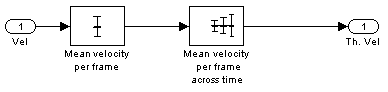 1
Vel
Mean velocity
per frame
Mean velocity
per frame
across time
1
Th. Vel